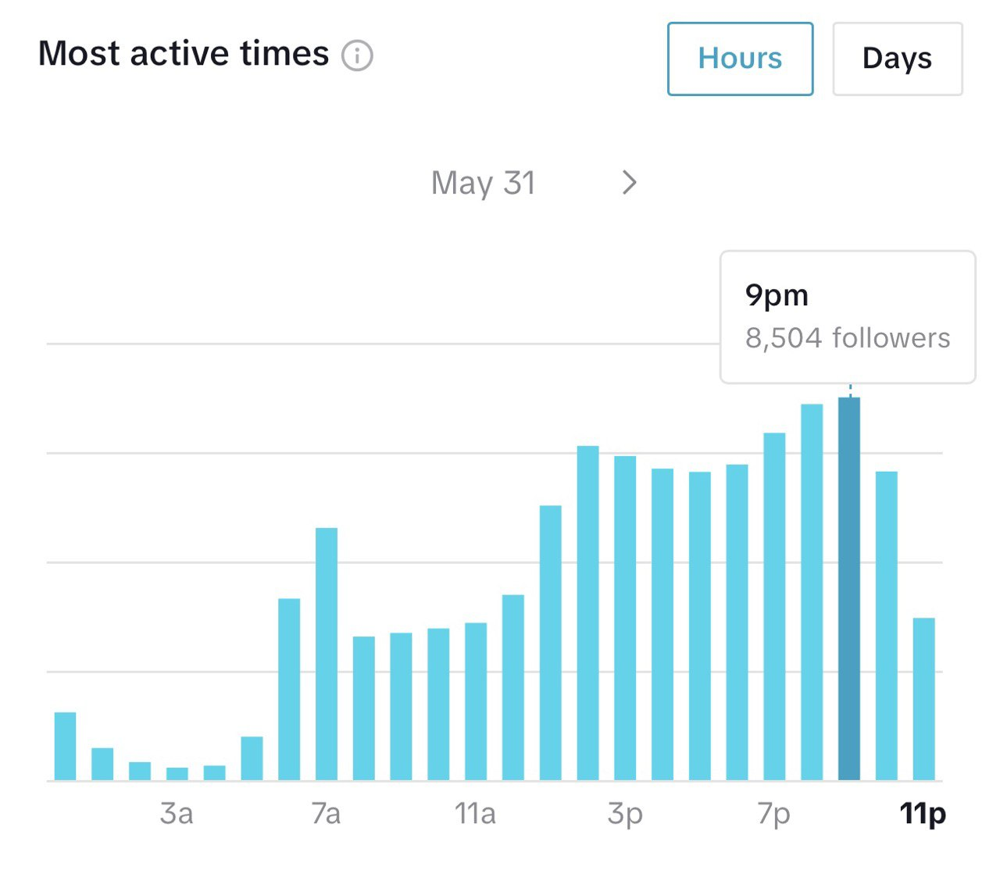 Most active times
Hours
Days
May 31
9pm
8,504 followers
3a
7a
11a
3p
7p
11p